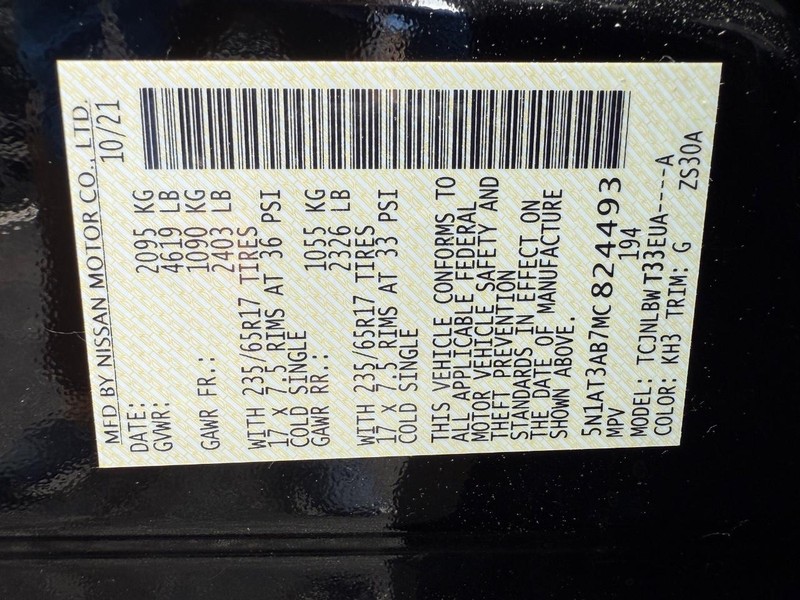 MFD BY NISSAN MOTOR CO., LTD.
DATE: 10/21
GVWR: 2095 KG
4619 LB
GAWR FR.: 1090 KG
2403 LB
WITH 235/65R17 TIRES
17 X 7.5 RIMS AT 36 PSI
COLD SINGLE
GAWR RR.: 1055 KG
2326 LB
WITH 235/65R17 TIRES
17 X 7.5 RIMS AT 33 PSI
COLD SINGLE
THIS VEHICLE CONFORMS TO
ALL APPLICABLE FEDERAL
MOTOR VEHICLE SAFETY AND
THEFT PREVENTION
STANDARDS IN EFFECT ON
THE DATE OF MANUFACTURE
SHOWN ABOVE.
5N1AT3AB7MC824493
MPV 194
MODEL: TCJNLBWT33EUA----A
COLOR: KH3 TRIM: G ZS30A